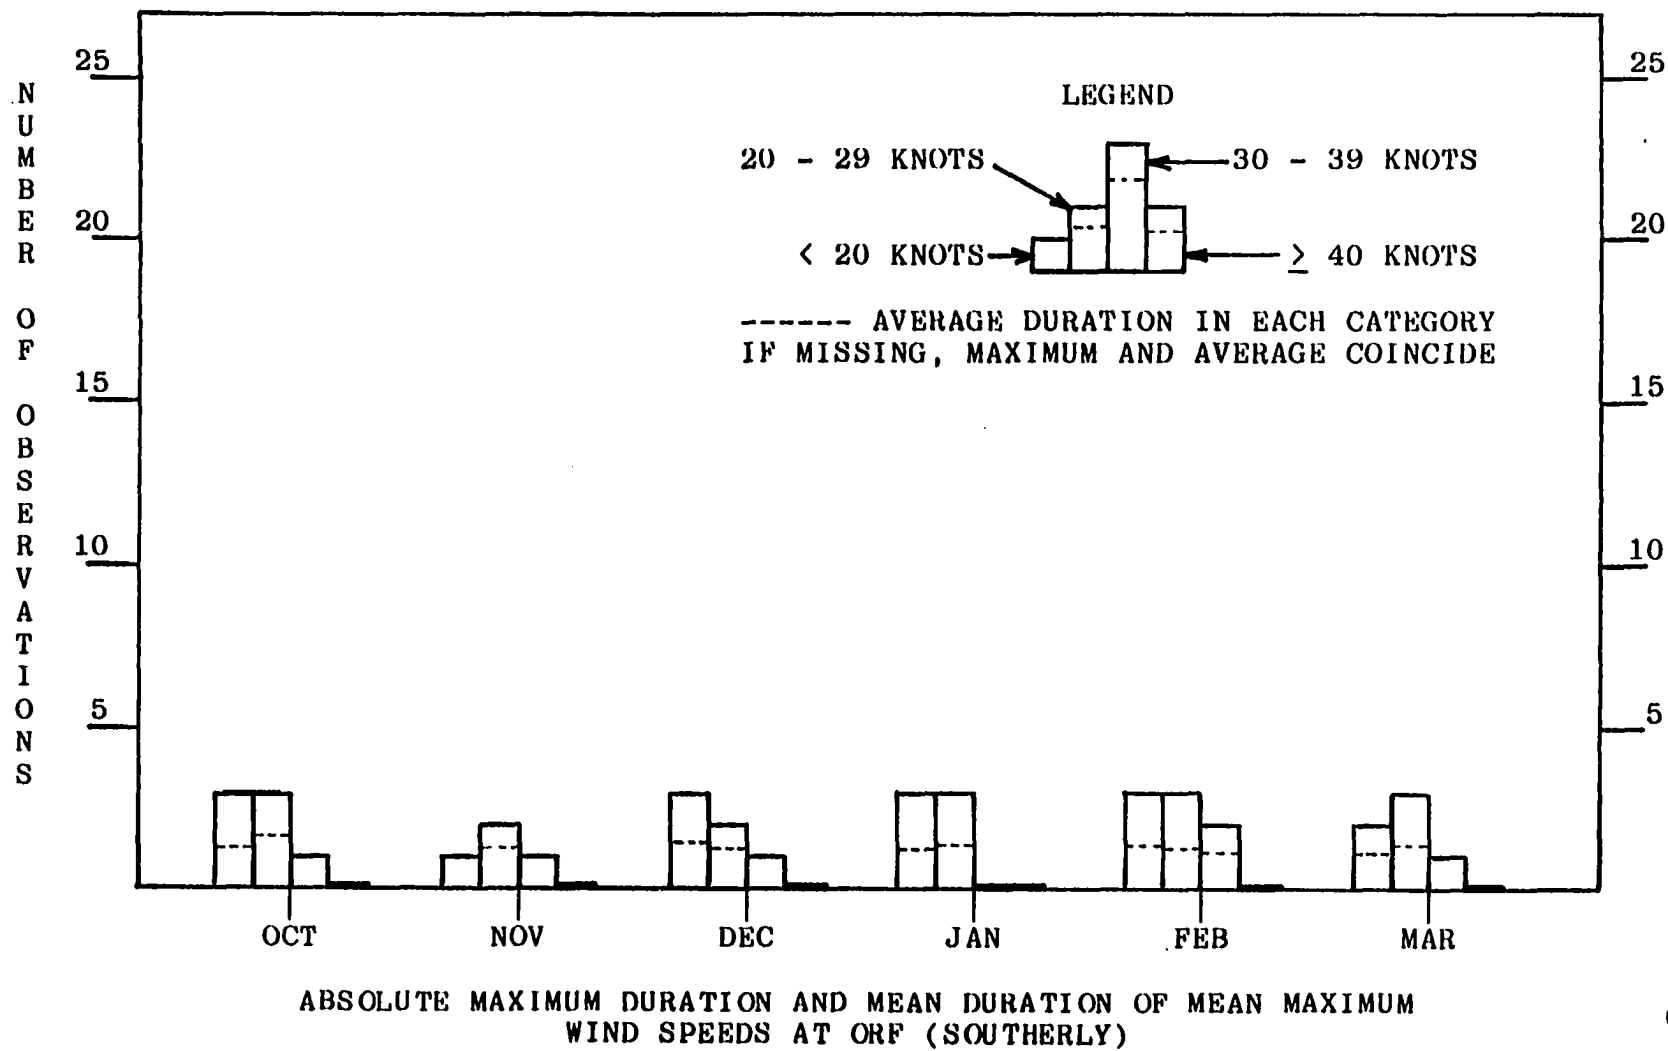 NUMBER OF OBSERVATIONS
25
20
15
10
5
25
20
15
10
5
LEGEND
20 - 29 KNOTS
30 - 39 KNOTS
< 20 KNOTS
≥ 40 KNOTS
------ AVERAGE DURATION IN EACH CATEGORY
IF MISSING, MAXIMUM AND AVERAGE COINCIDE
OCT NOV DEC JAN FEB MAR
ABSOLUTE MAXIMUM DURATION AND MEAN DURATION OF MEAN MAXIMUM
WIND SPEEDS AT ORF (SOUTHERLY)